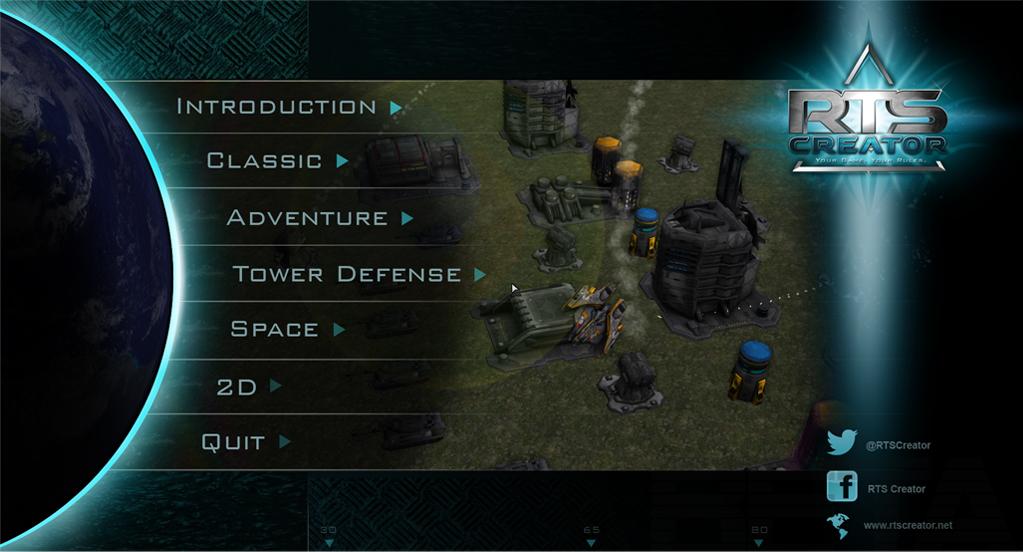 Introduction
Classic
Adventure
Tower Defense
Space
2D
Quit
RTS
CREATOR
Your Game. Your Rules.
@RTSCreator
RTS Creator
www.rtscreator.net
30
65
80